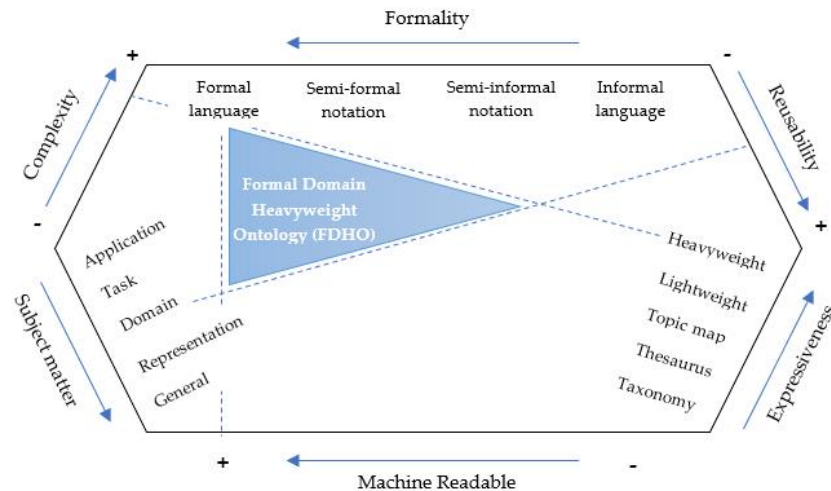 Formality
+
-
Formal
language
Semi-formal
notation
Semi-informal
notation
Informal
language
Complexity
Reusability
-
+
Formal Domain
Heavyweight
Ontology (FDHO)
Application
Task
Domain
Representation
General
Heavyweight
Lightweight
Topic map
Thesaurus
Taxonomy
Subject matter
Expressiveness
+
-
Machine Readable